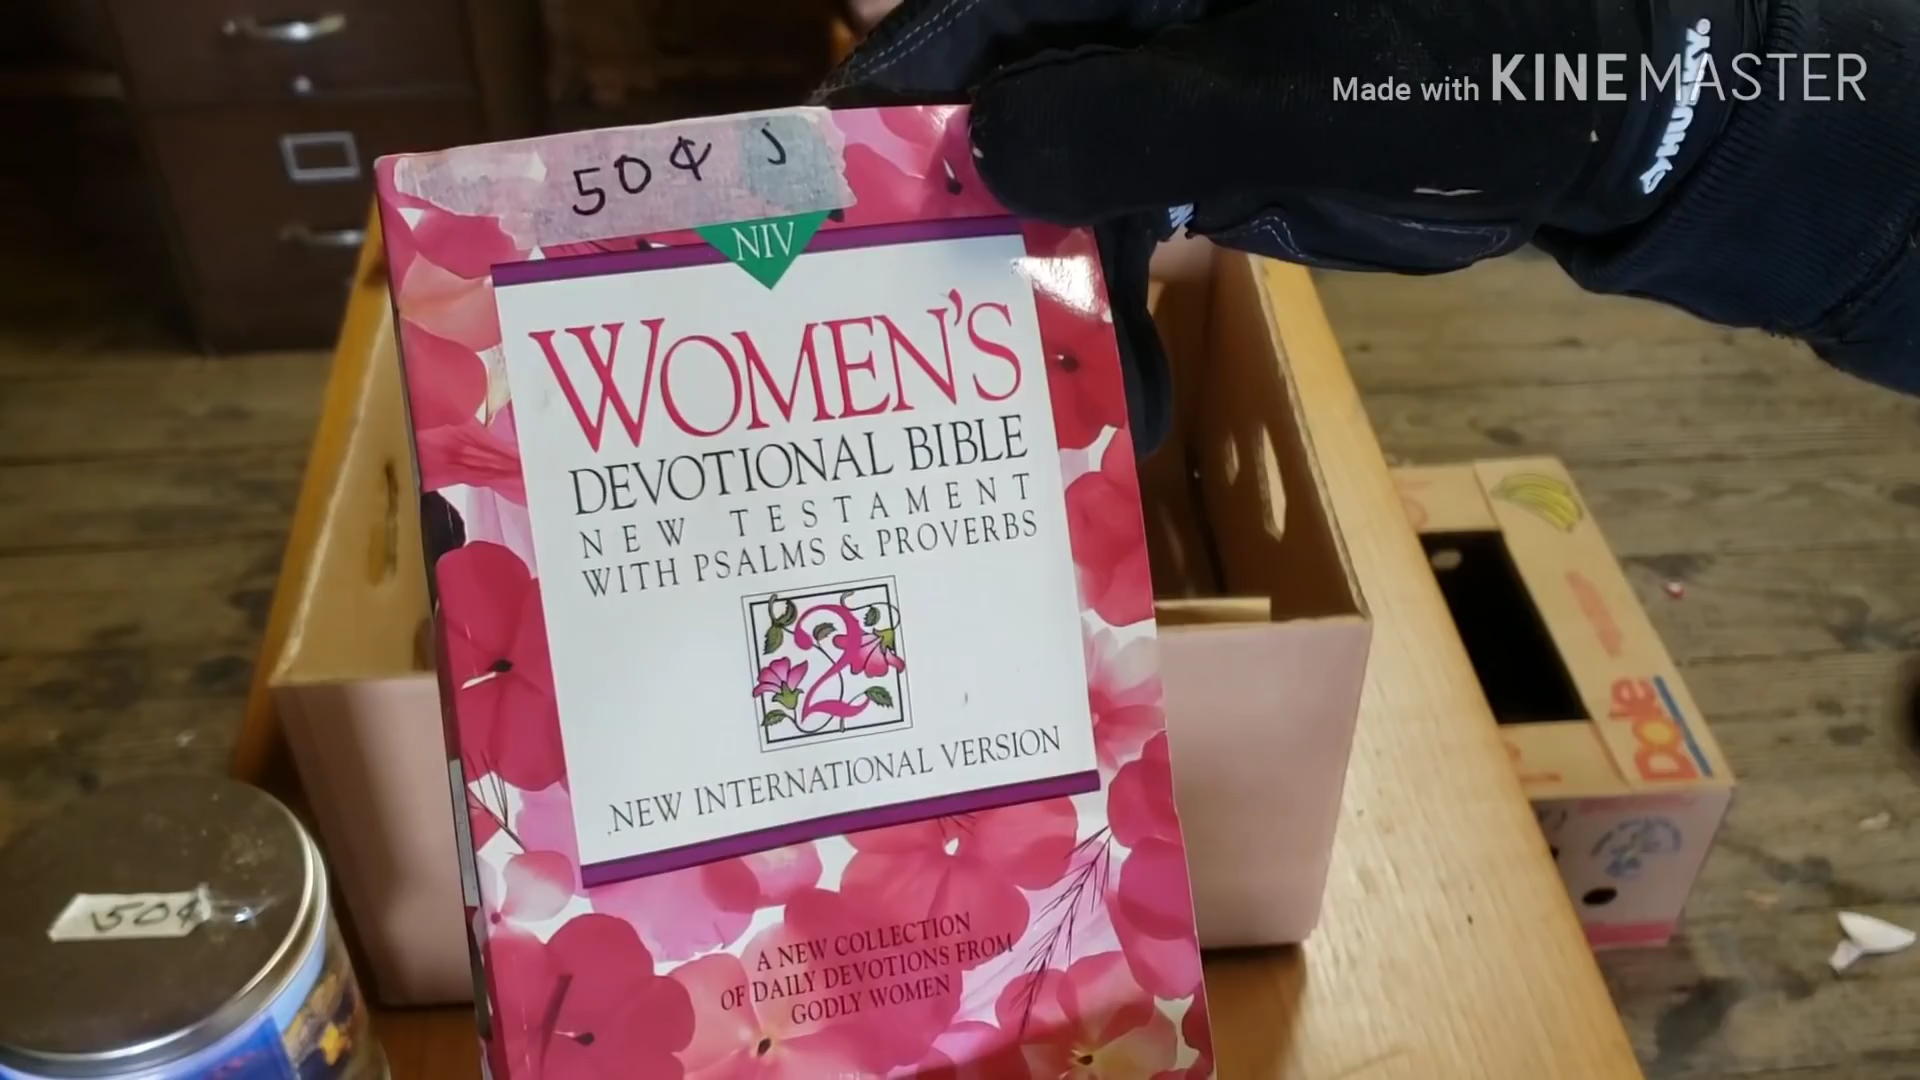 Made with KINEMASTER
HUSKY
50¢ J
NIV
WOMEN'S
DEVOTIONAL BIBLE
NEW TESTAMENT
WITH PSALMS & PROVERBS
2
NEW INTERNATIONAL VERSION
A NEW COLLECTION
OF DAILY DEVOTIONS FROM
GODLY WOMEN
50¢
Dole